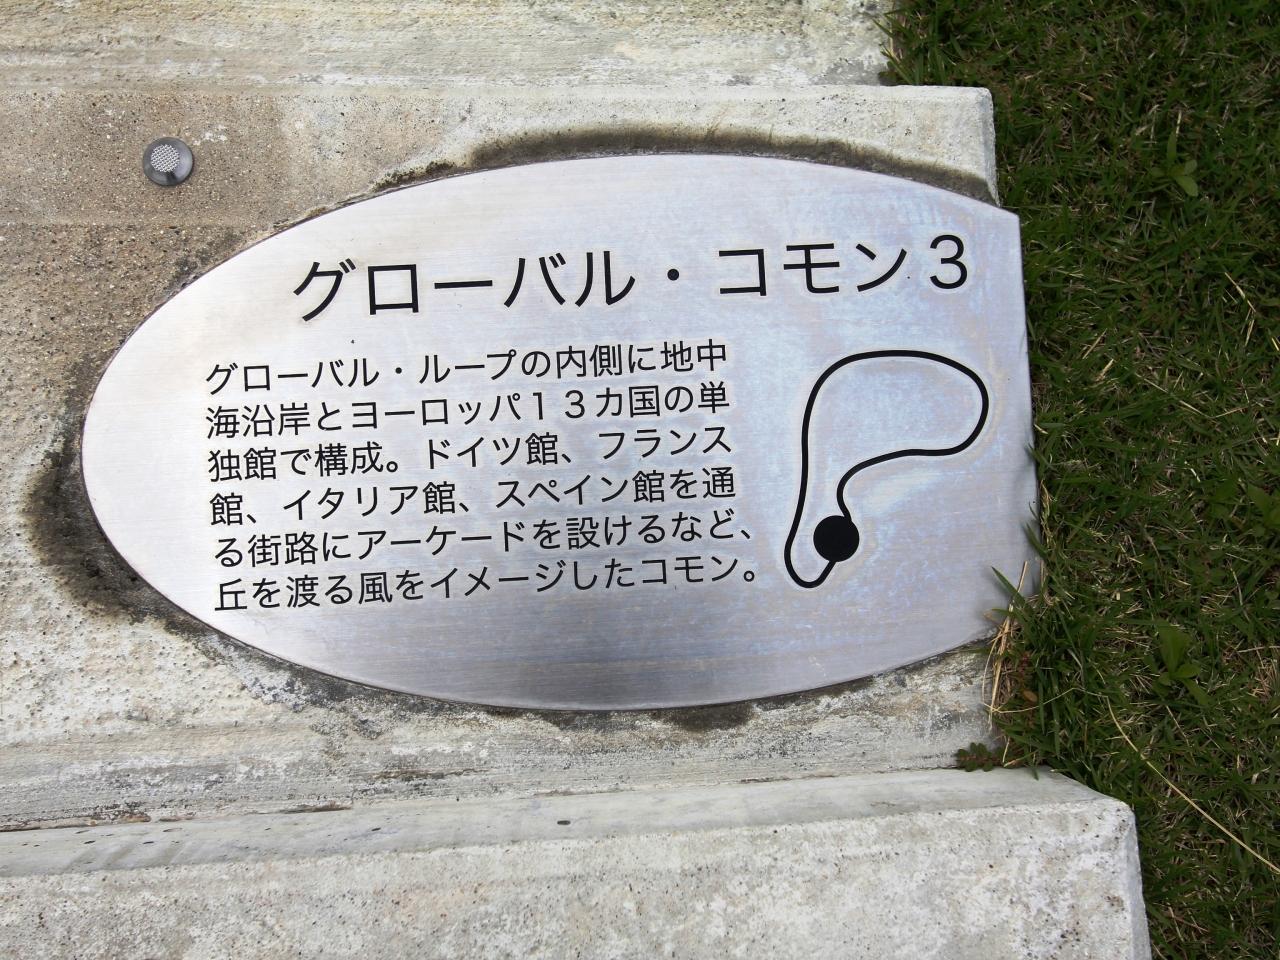 グローバル・コモン３
グローバル・ループの内側に地中
海沿岸とヨーロッパ１３カ国の単
独館で構成。ドイツ館、フランス
館、イタリア館、スペイン館を通
る街路にアーケードを設けるなど、
丘を渡る風をイメージしたコモン。